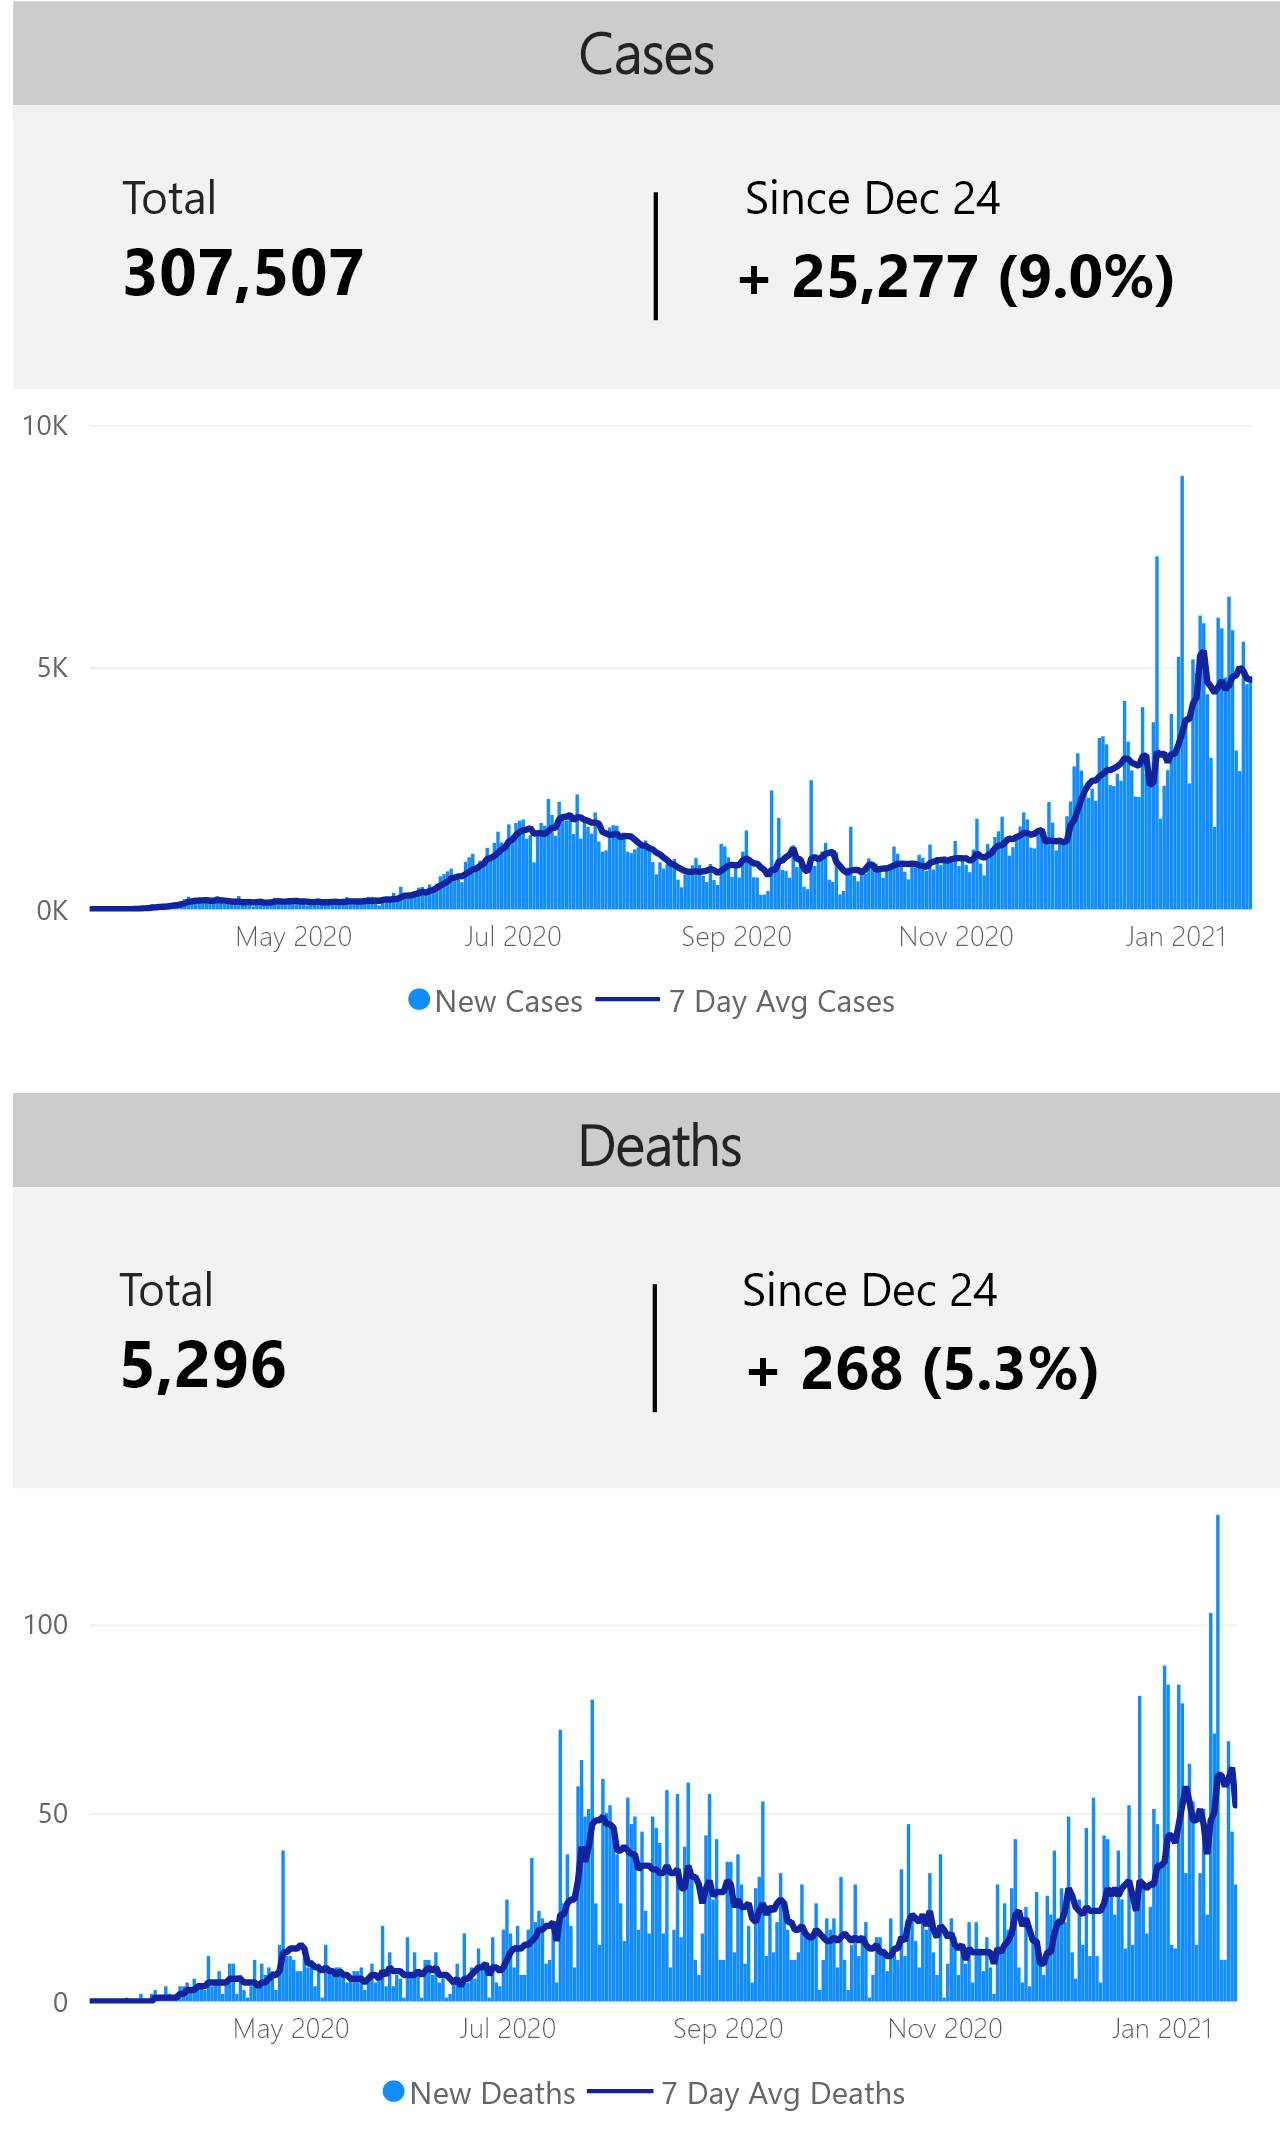 Cases
Total
307,507
Since Dec 24
+ 25,277 (9.0%)
10K
5K
0K
May 2020 Jul 2020 Sep 2020 Nov 2020 Jan 2021
New Cases 7 Day Avg Cases
Deaths
Total
5,296
Since Dec 24
+ 268 (5.3%)
100
50
0
May 2020 Jul 2020 Sep 2020 Nov 2020 Jan 2021
New Deaths 7 Day Avg Deaths